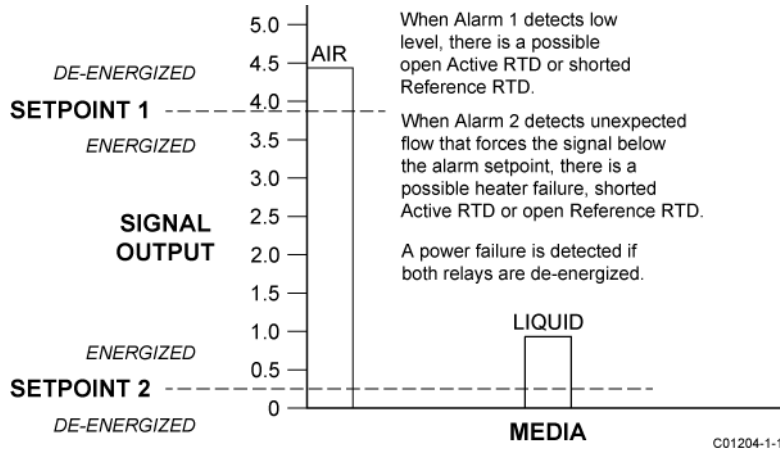 5.0
4.5
4.0
3.5
3.0
2.5
2.0
1.5
1.0
0.5
0
DE-ENERGIZED
SETPOINT 1
ENERGIZED
SIGNAL
OUTPUT
ENERGIZED
SETPOINT 2
DE-ENERGIZED
AIR
LIQUID
MEDIA
When Alarm 1 detects low
level, there is a possible
open Active RTD or shorted
Reference RTD.
When Alarm 2 detects unexpected
flow that forces the signal below
the alarm setpoint, there is a
possible heater failure, shorted
Active RTD or open Reference RTD.
A power failure is detected if
both relays are de-energized.
C01204-1-1